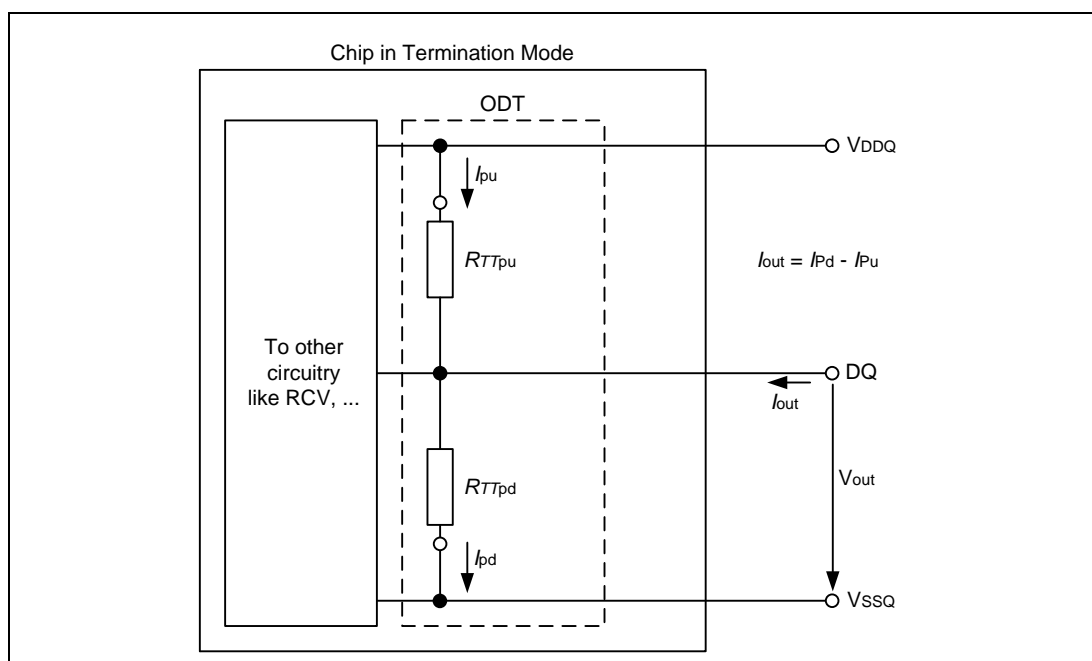 Chip in Termination Mode
ODT
VDDQ
Ipu
RTTpu
Iout = IPd - IPu
To other
circuitry
like RCV, ...
DQ
Iout
RTTpd
Vout
Ipd
VSSQ